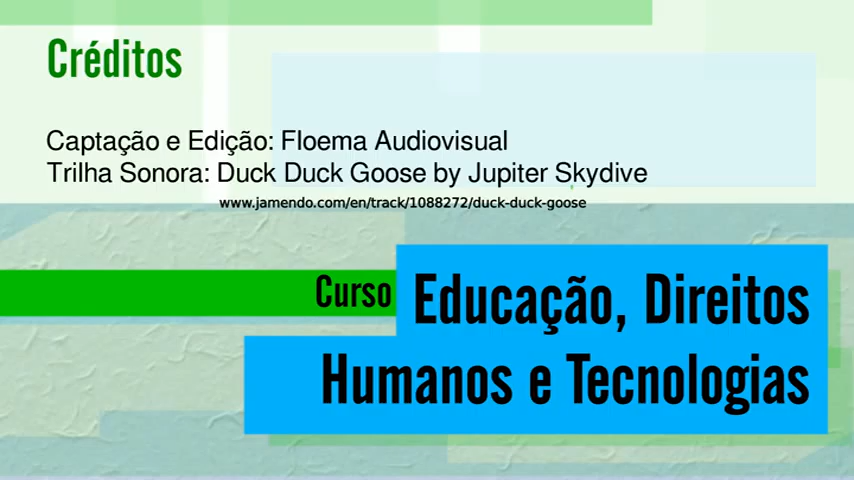 Créditos
Captação e Edição: Floema Audiovisual
Trilha Sonora: Duck Duck Goose by Jupiter Skydive
www.jamendo.com/en/track/1088272/duck-duck-goose
Curso Educação, Direitos
Humanos e Tecnologias